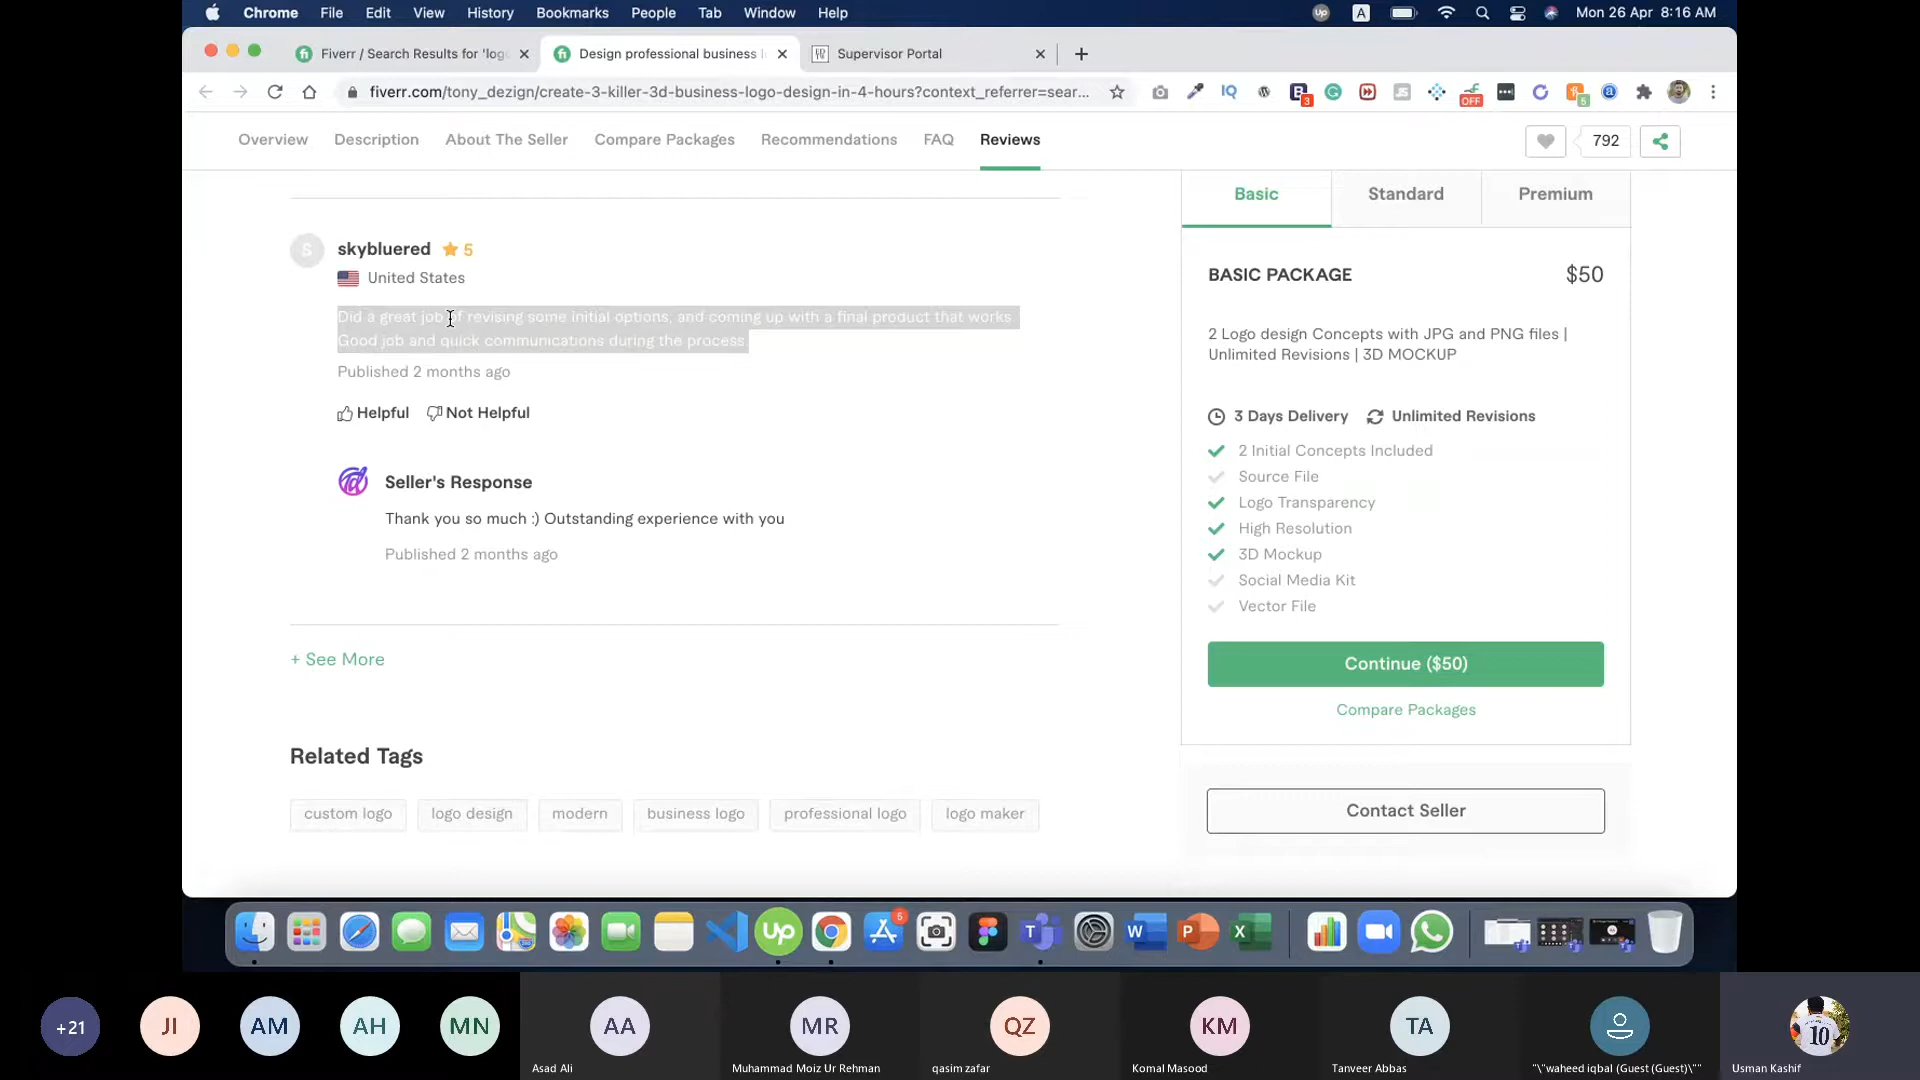 Chrome File Edit View History Bookmarks People Tab Window Help
A Mon 26 Apr 8:16 AM
Fiverr / Search Results for 'logo
Design professional business l
Supervisor Portal
fiverr.com/tony_dezign/create-3-killer-3d-business-logo-design-in-4-hours?context_referrer=sear...
Overview Description About The Seller Compare Packages Recommendations FAQ Reviews
792
S
skybluered 5
United States
Did a great job of revising some initial options, and coming up with a final product that works
Good job and quick communications during the process.
Published 2 months ago
Helpful Not Helpful
Seller's Response
Thank you so much :) Outstanding experience with you
Published 2 months ago
+ See More
Related Tags
custom logo logo design modern business logo professional logo logo maker
Basic Standard Premium
BASIC PACKAGE $50
2 Logo design Concepts with JPG and PNG files |
Unlimited Revisions | 3D MOCKUP
3 Days Delivery Unlimited Revisions
2 Initial Concepts Included
Source File
Logo Transparency
High Resolution
3D Mockup
Social Media Kit
Vector File
Continue ($50)
Compare Packages
Contact Seller
+21 JI AM AH MN AA MR QZ KM TA 10
Asad Ali
Muhammad Moiz Ur Rehman
qasim zafar
Komal Masood
Tanveer Abbas
"\"waheed iqbal (Guest (Guest)\""
Usman Kashif